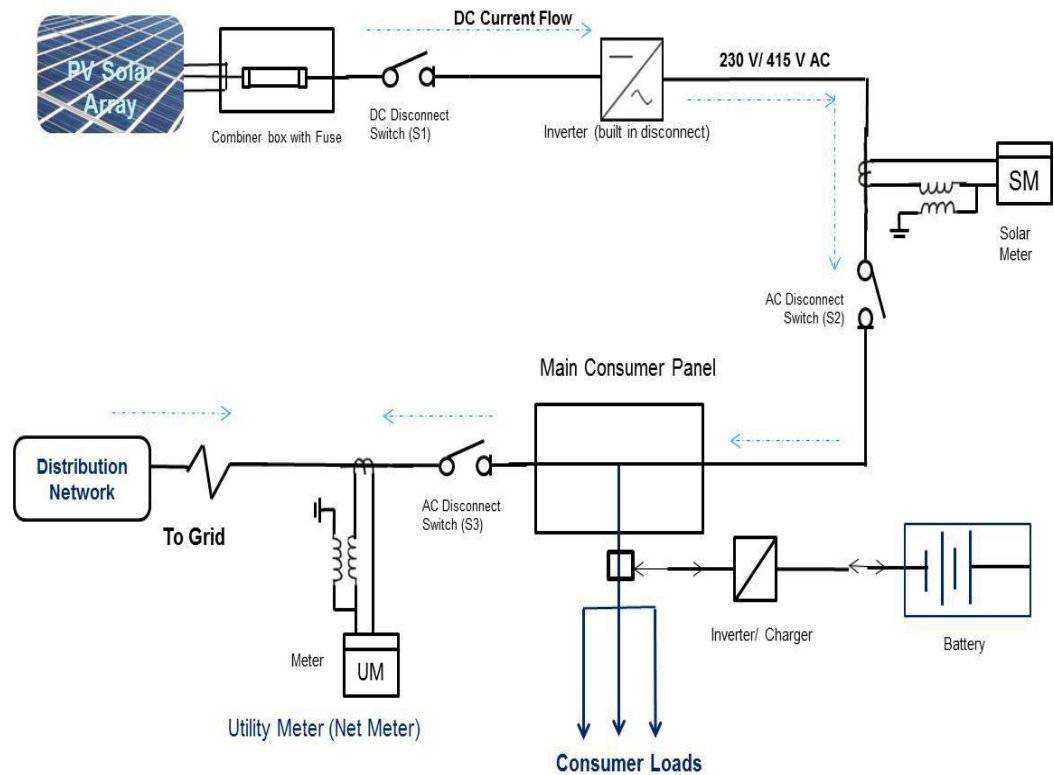 DC Current Flow
PV Solar
Array
230 V/ 415 V AC
Combiner box with Fuse
DC Disconnect
Switch (S1)
Inverter (built in disconnect)
SM
Solar
Meter
AC Disconnect
Switch (S2)
Main Consumer Panel
Distribution
Network
To Grid
AC Disconnect
Switch (S3)
Inverter/ Charger
Battery
Meter
UM
Utility Meter (Net Meter)
Consumer Loads